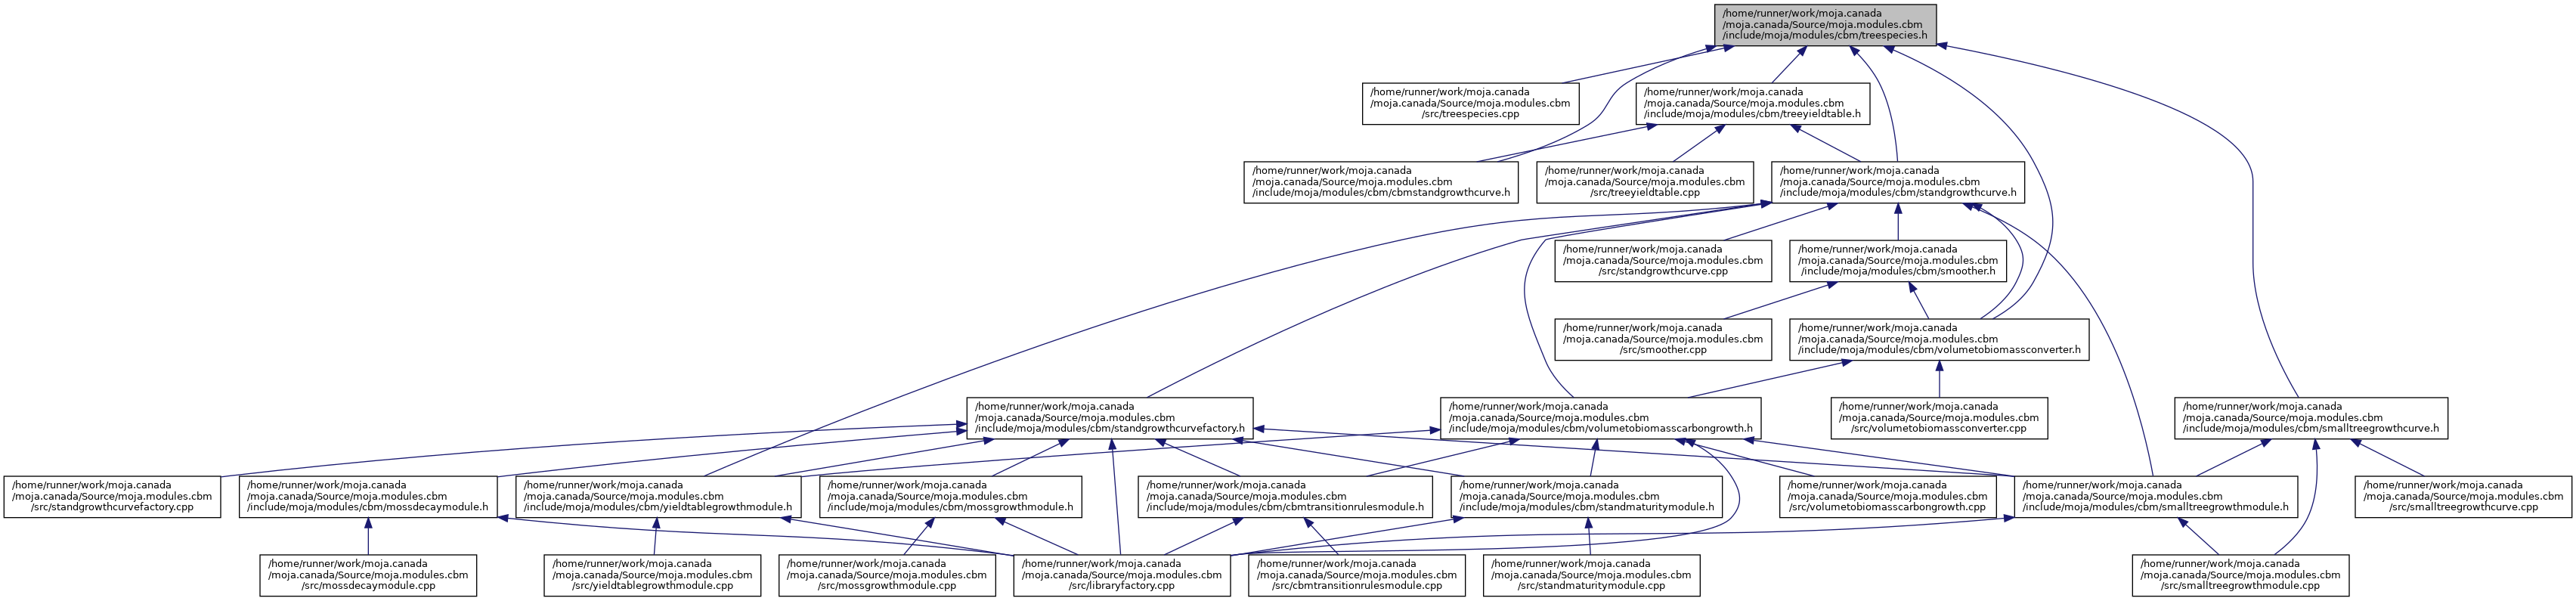 /home/runner/work/moja.canada
/moja.canada/Source/moja.modules.cbm
/include/moja/modules/cbm/treespecies.h
/home/runner/work/moja.canada
/moja.canada/Source/moja.modules.cbm
/src/treespecies.cpp
/home/runner/work/moja.canada
/moja.canada/Source/moja.modules.cbm
/include/moja/modules/cbm/treeyieldtable.h
/home/runner/work/moja.canada
/moja.canada/Source/moja.modules.cbm
/include/moja/modules/cbm/cbmstandgrowthcurve.h
/home/runner/work/moja.canada
/moja.canada/Source/moja.modules.cbm
/src/treeyieldtable.cpp
/home/runner/work/moja.canada
/moja.canada/Source/moja.modules.cbm
/include/moja/modules/cbm/standgrowthcurve.h
/home/runner/work/moja.canada
/moja.canada/Source/moja.modules.cbm
/src/standgrowthcurve.cpp
/home/runner/work/moja.canada
/moja.canada/Source/moja.modules.cbm
/include/moja/modules/cbm/smoother.h
/home/runner/work/moja.canada
/moja.canada/Source/moja.modules.cbm
/src/smoother.cpp
/home/runner/work/moja.canada
/moja.canada/Source/moja.modules.cbm
/include/moja/modules/cbm/volumetobiomassconverter.h
/home/runner/work/moja.canada
/moja.canada/Source/moja.modules.cbm
/include/moja/modules/cbm/standgrowthcurvefactory.h
/home/runner/work/moja.canada
/moja.canada/Source/moja.modules.cbm
/include/moja/modules/cbm/volumetobiomasscarbongrowth.h
/home/runner/work/moja.canada
/moja.canada/Source/moja.modules.cbm
/src/volumetobiomassconverter.cpp
/home/runner/work/moja.canada
/moja.canada/Source/moja.modules.cbm
/include/moja/modules/cbm/smalltreegrowthcurve.h
/home/runner/work/moja.canada
/moja.canada/Source/moja.modules.cbm
/src/standgrowthcurvefactory.cpp
/home/runner/work/moja.canada
/moja.canada/Source/moja.modules.cbm
/include/moja/modules/cbm/mossdecaymodule.h
/home/runner/work/moja.canada
/moja.canada/Source/moja.modules.cbm
/include/moja/modules/cbm/yieldtablegrowthmodule.h
/home/runner/work/moja.canada
/moja.canada/Source/moja.modules.cbm
/include/moja/modules/cbm/mossgrowthmodule.h
/home/runner/work/moja.canada
/moja.canada/Source/moja.modules.cbm
/include/moja/modules/cbm/cbmtransitionrulesmodule.h
/home/runner/work/moja.canada
/moja.canada/Source/moja.modules.cbm
/include/moja/modules/cbm/standmaturitymodule.h
/home/runner/work/moja.canada
/moja.canada/Source/moja.modules.cbm
/src/volumetobiomasscarbongrowth.cpp
/home/runner/work/moja.canada
/moja.canada/Source/moja.modules.cbm
/include/moja/modules/cbm/smalltreegrowthmodule.h
/home/runner/work/moja.canada
/moja.canada/Source/moja.modules.cbm
/src/smalltreegrowthcurve.cpp
/home/runner/work/moja.canada
/moja.canada/Source/moja.modules.cbm
/src/mossdecaymodule.cpp
/home/runner/work/moja.canada
/moja.canada/Source/moja.modules.cbm
/src/yieldtablegrowthmodule.cpp
/home/runner/work/moja.canada
/moja.canada/Source/moja.modules.cbm
/src/mossgrowthmodule.cpp
/home/runner/work/moja.canada
/moja.canada/Source/moja.modules.cbm
/src/libraryfactory.cpp
/home/runner/work/moja.canada
/moja.canada/Source/moja.modules.cbm
/src/cbmtransitionrulesmodule.cpp
/home/runner/work/moja.canada
/moja.canada/Source/moja.modules.cbm
/src/standmaturitymodule.cpp
/home/runner/work/moja.canada
/moja.canada/Source/moja.modules.cbm
/src/smalltreegrowthmodule.cpp